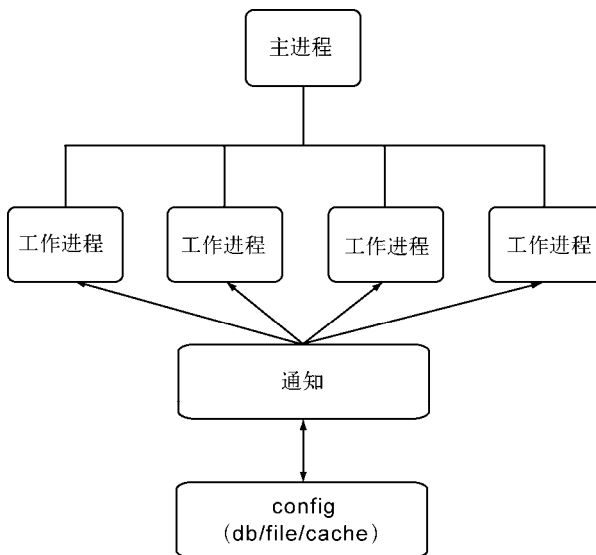 主进程
工作进程
工作进程
工作进程
工作进程
通知
config
（db/file/cache）